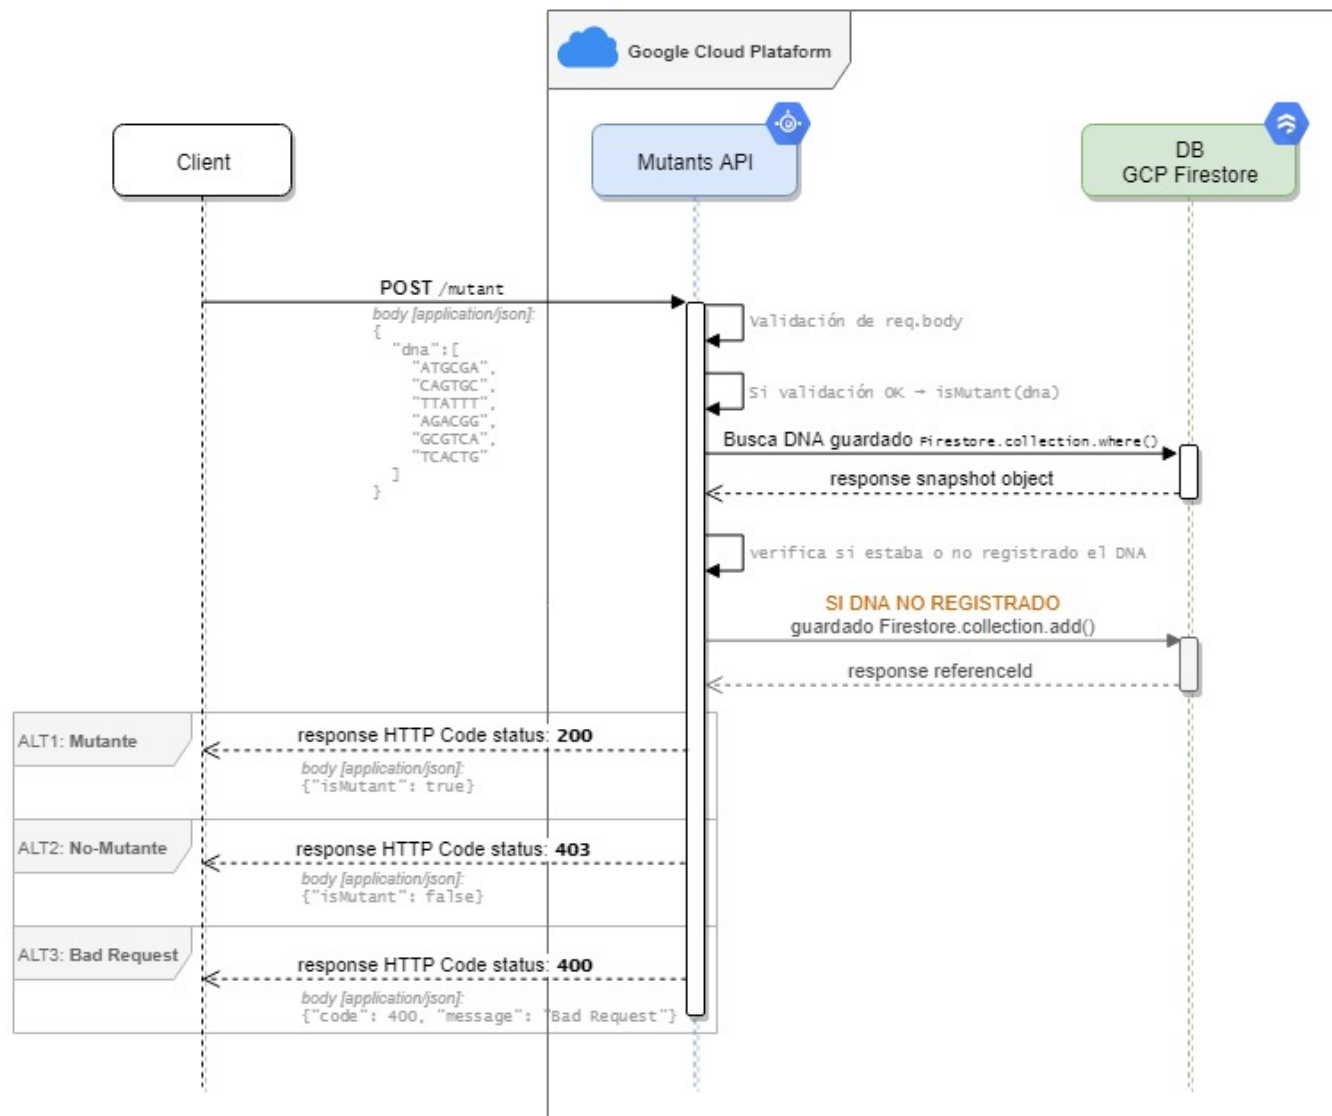 Google Cloud Plataform
Client
Mutants API
DB
GCP Firestore
POST /mutant
body [application/json]:
{
"dna":[
"ATGCGA",
"CAGTGC",
"TTATTT",
"AGACGG",
"GCGTCA",
"TCACTG"
]
}
Validación de req.body
Si validación OK → isMutant(dna)
Busca DNA guardado Firestore.collection.where()
response snapshot object
verifica si estaba o no registrado el DNA
SI DNA NO REGISTRADO
guardado Firestore.collection.add()
response referenceId
ALT1: Mutante
response HTTP Code status: 200
body [application/json]:
{"isMutant": true}
ALT2: No-Mutante
response HTTP Code status: 403
body [application/json]:
{"isMutant": false}
ALT3: Bad Request
response HTTP Code status: 400
body [application/json]:
{"code": 400, "message": "Bad Request"}